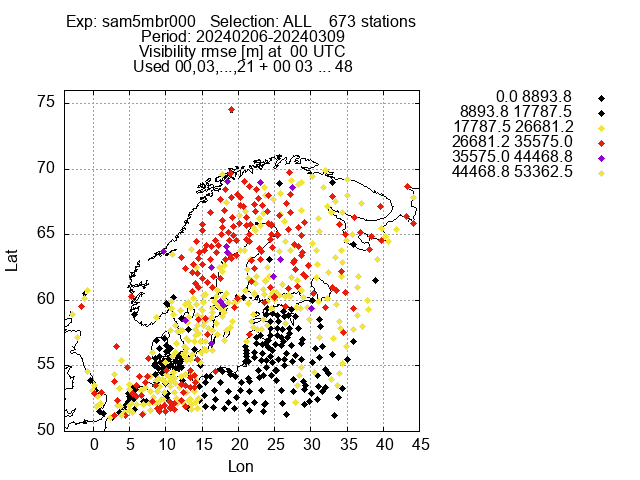 Exp: sam5mbr000   Selection: ALL    673 stations
Period: 20240206-20240309
Visibility rmse [m] at  00 UTC
Used 00,03,...,21 + 00 03 ... 48
0.0 8893.8
8893.8 17787.5
17787.5 26681.2
26681.2 35575.0
35575.0 44468.8
44468.8 53362.5
75
70
65
60
55
50
Lat
0 5 10 15 20 25 30 35 40 45
Lon